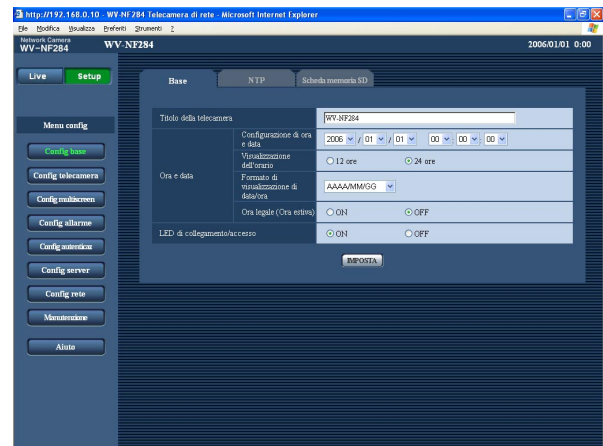 http://192.168.0.10 - WV-NF284 Telecamera di rete - Microsoft Internet Explorer
File Modifica Visualizza Preferiti Strumenti ?
Network Camera
WV-NF284
WV-NF284
2006/01/01 0:00
Live
Setup
Base
NTP
Scheda memoria SD
Menu config
Config base
Config telecamera
Config multiscreen
Config allarme
Config autenticaz
Config server
Config rete
Manutenzione
Aiuto
Titolo della telecamera
WV-NF284
Ora e data
Configurazione di ora e data
2006 / 01 / 01 00 : 00 : 00
Visualizzazione dell'orario
12 ore
24 ore
Formato di visualizzazione di data/ora
AAAA/MM/GG
Ora legale (Ora estiva)
ON
OFF
LED di collegamento/accesso
ON
OFF
IMPOSTA